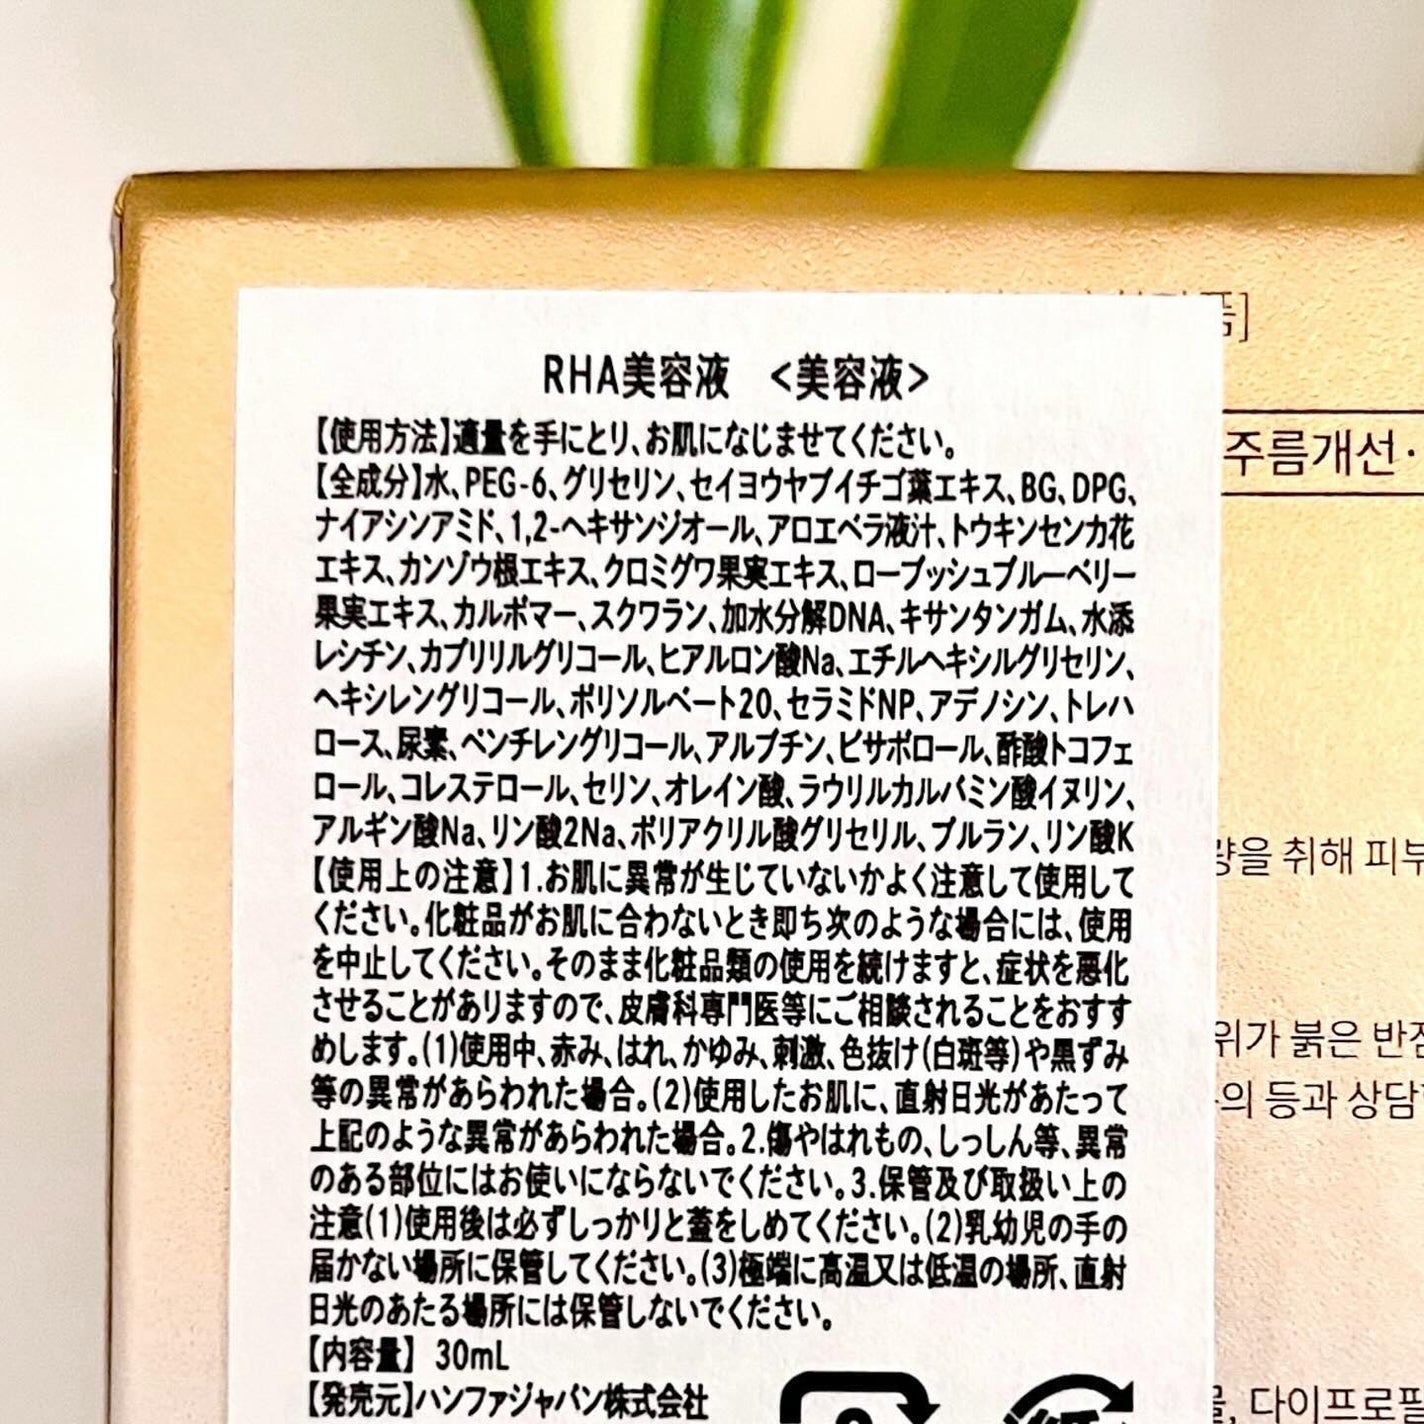 RHA美容液　<美容液>
【使用方法】適量を手にとり、お肌になじませてください。
【全成分】水、PEG-6、グリセリン、セイヨウヤブイチゴ葉エキス、BG、DPG、
ナイアシンアミド、1,2-ヘキサンジオール、アロエベラ液汁、トウキンセンカ花
エキス、カンゾウ根エキス、クロミグワ果実エキス、ローブッシュブルーベリー
果実エキス、カルボマー、スクワラン、加水分解DNA、キサンタンガム、水添
レシチン、カプリリルグリコール、ヒアルロン酸Na、エチルヘキシルグリセリン、
ヘキシレングリコール、ポリソルベート20、セラミドNP、アデノシン、トレハ
ロース、尿素、ペンチレングリコール、アルブチン、ビサボロール、酢酸トコフェ
ロール、コレステロール、セリン、オレイン酸、ラウリルカルバミン酸イヌリン、
アルギン酸Na、リン酸2Na、ポリアクリル酸グリセリル、プルラン、リン酸K
【使用上の注意】1.お肌に異常が生じていないかよく注意して使用して
ください。化粧品がお肌に合わないとき即ち次のような場合には、使用
を中止してください。そのまま化粧品類の使用を続けますと、症状を悪化
させることがありますので、皮膚科専門医等にご相談されることをおすす
めします。(1)使用中、赤み、はれ、かゆみ、刺激、色抜け(白斑等)や黒ずみ
等の異常があらわれた場合。(2)使用したお肌に、直射日光があたって
上記のような異常があらわれた場合。2.傷やはれもの、しっしん等、異常
のある部位にはお使いにならないでください。3.保管及び取扱い上の
注意(1)使用後は必ずしっかりと蓋をしめてください。(2)乳幼児の手の
届かない場所に保管してください。(3)極端に高温又は低温の場所、直射
日光のあたる場所には保管しないでください。
【内容量】 30mL
【発売元】ハンファジャパン株式会社
품]
주름개선·
량을 취해 피부
위가 붉은 반점
의 등과 상담
다이프로필